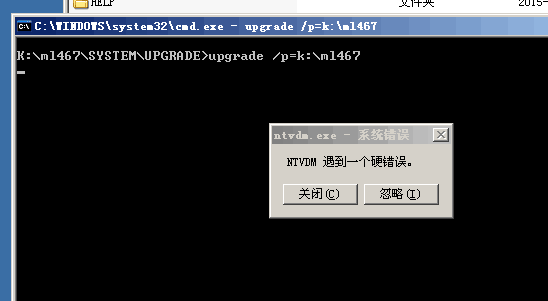 HELP 文件夹 2015-
C:\WINDOWS\system32\cmd.exe - upgrade /p=k:\ml467
K:\ml467\SYSTEM\UPGRADE>upgrade /p=k:\ml467
ntvdm.exe - 系统错误
NTVDM 遇到一个硬错误。
关闭(C) 忽略(I)